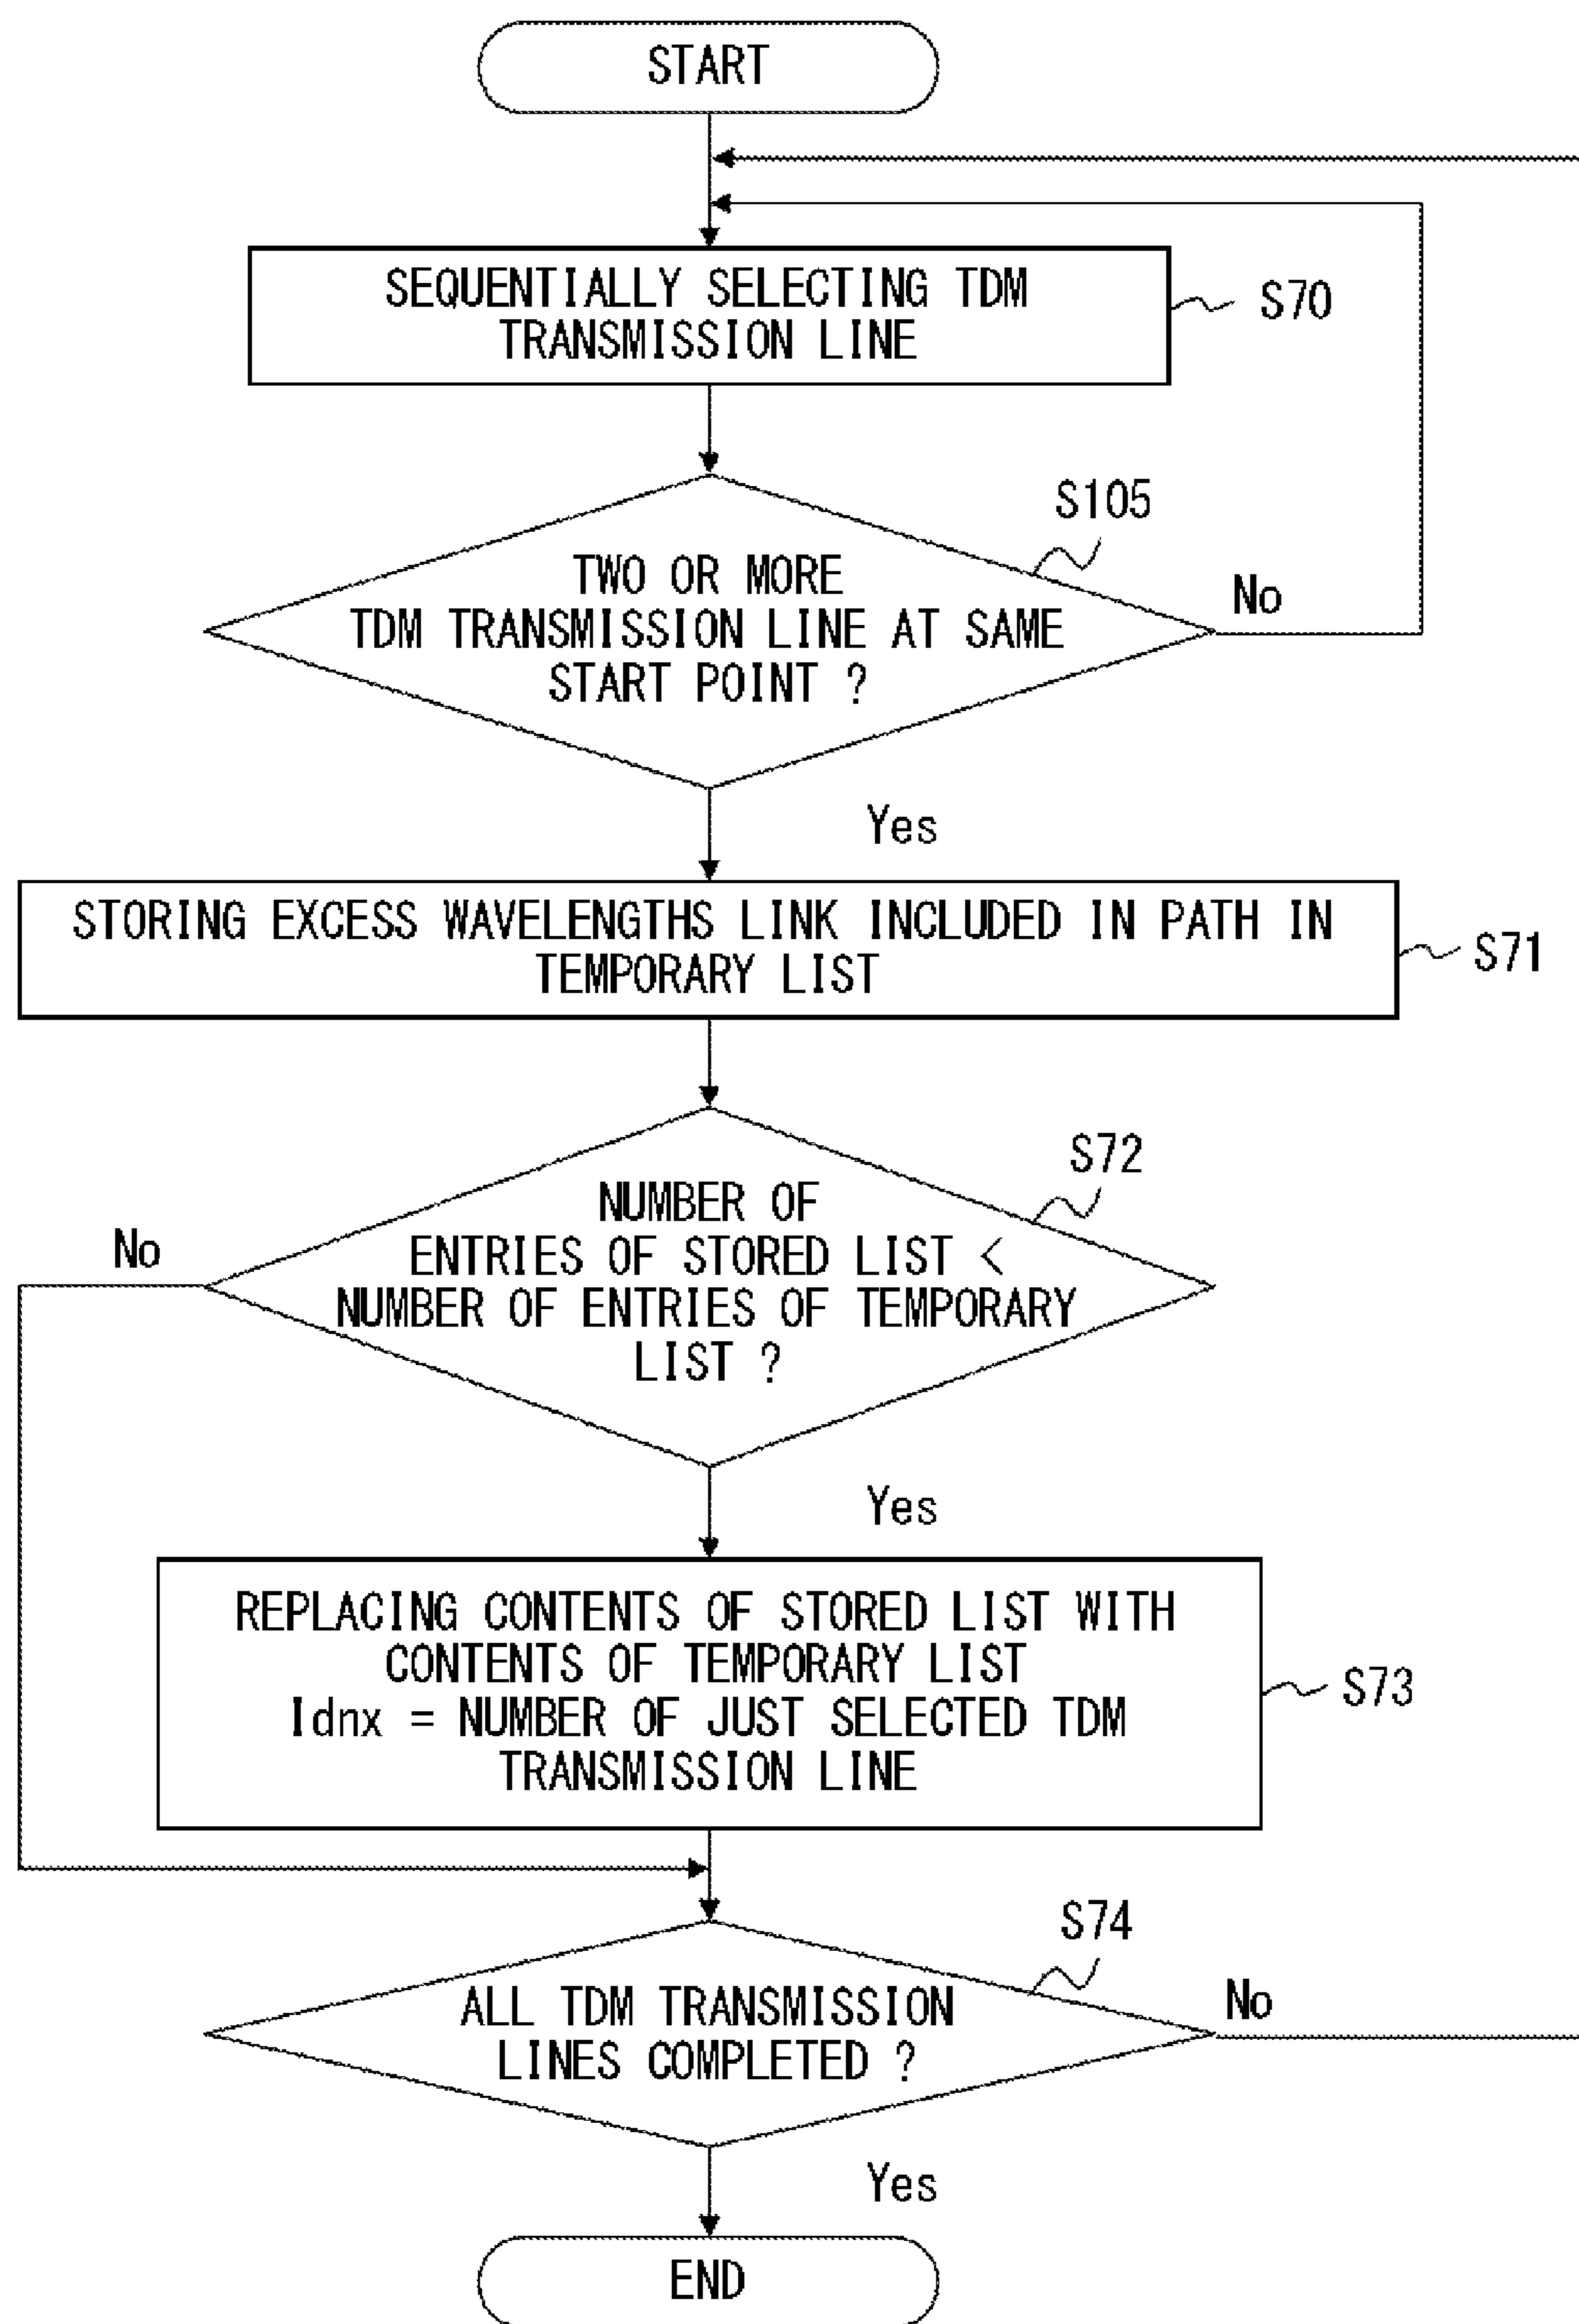 START
SEQUENTIALLY SELECTING TDM
TRANSMISSION LINE
S70
S105
TWO OR MORE
TDM TRANSMISSION LINE AT SAME
START POINT ?
No
Yes
STORING EXCESS WAVELENGTHS LINK INCLUDED IN PATH IN
TEMPORARY LIST
S71
S72
NUMBER OF
ENTRIES OF STORED LIST <
NUMBER OF ENTRIES OF TEMPORARY
LIST ?
No
Yes
REPLACING CONTENTS OF STORED LIST WITH
CONTENTS OF TEMPORARY LIST
Idnx = NUMBER OF JUST SELECTED TDM
TRANSMISSION LINE
S73
S74
ALL TDM TRANSMISSION
LINES COMPLETED ?
No
Yes
END